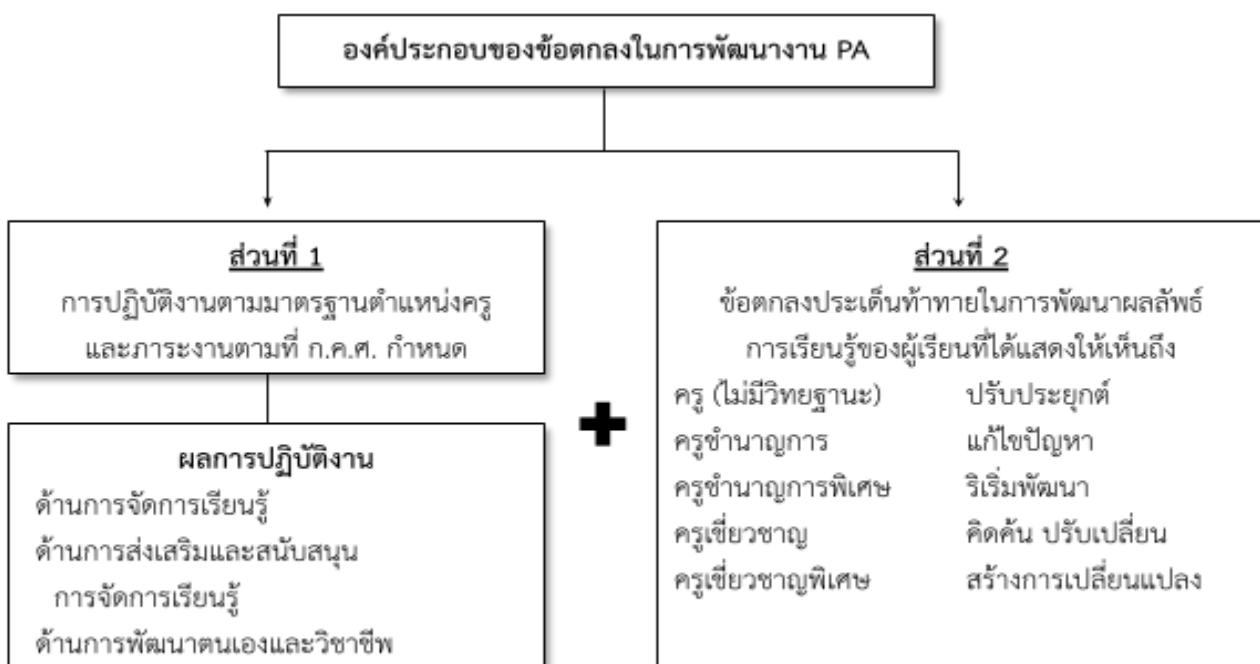 องค์ประกอบของข้อตกลงในการพัฒนางาน PA
ส่วนที่ 1
การปฏิบัติงานตามมาตรฐานตำแหน่งครู
และภาระงานตามที่ ก.ค.ศ. กำหนด
ผลการปฏิบัติงาน
ด้านการจัดการเรียนรู้
ด้านการส่งเสริมและสนับสนุน
การจัดการเรียนรู้
ด้านการพัฒนาตนเองและวิชาชีพ
ส่วนที่ 2
ข้อตกลงประเด็นท้าทายในการพัฒนาผลลัพธ์
การเรียนรู้ของผู้เรียนที่ได้แสดงให้เห็นถึง
ครู (ไม่มีวิทยฐานะ) ปรับประยุกต์
ครูชำนาญการ แก้ไขปัญหา
ครูชำนาญการพิเศษ ริเริ่มพัฒนา
ครูเชี่ยวชาญ คิดค้น ปรับเปลี่ยน
ครูเชี่ยวชาญพิเศษ สร้างการเปลี่ยนแปลง